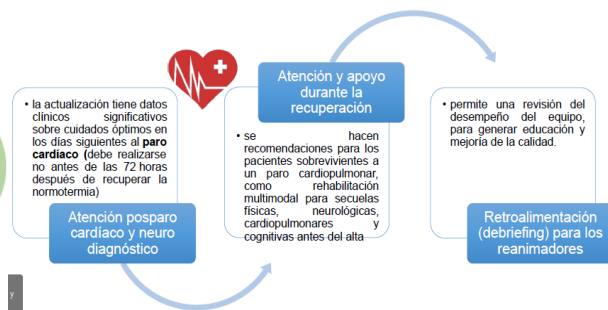 • la actualización tiene datos
clínicos significativos
sobre cuidados óptimos en
los días siguientes al paro
cardíaco (debe realizarse
no antes de las 72 horas
después de recuperar la
normotermia)
Atención posparo
cardíaco y neuro
diagnóstico
Atención y apoyo
durante la
recuperación
• se hacen
recomendaciones para los
pacientes sobrevivientes a
un paro cardiopulmonar,
como rehabilitación
multimodal para secuelas
físicas, neurológicas,
cardiopulmonares y
cognitivas antes del alta
• permite una revisión del
desempeño del equipo,
para generar educación y
mejoría de la calidad.
Retroalimentación
(debriefing) para los
reanimadores
y